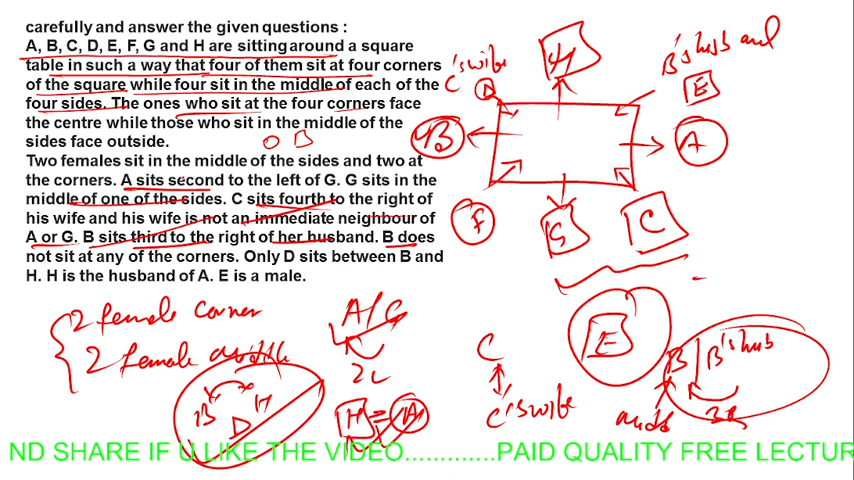 carefully and answer the given questions :
A, B, C, D, E, F, G and H are sitting around a square
table in such a way that four of them sit at four corners
of the square while four sit in the middle of each of the
four sides. The ones who sit at the four corners face
the centre while those who sit in the middle of the
sides face outside.
Two females sit in the middle of the sides and two at
the corners. A sits second to the left of G. G sits in the
middle of one of the sides. C sits fourth to the right of
his wife and his wife is not an immediate neighbour of
A or G. B sits third to the right of her husband. B does
not sit at any of the corners. Only D sits between B and
H. H is the husband of A. E is a male.
C's wife
D
H
B's husband
E
B
A
F
G
C
2 female corner
2 female middle
B D H
A/G
2L
H = A
E
C
C's wife
B | B's hub
3R
ND SHARE IF U LIKE THE VIDEO.............PAID QUALITY FREE LECTUR